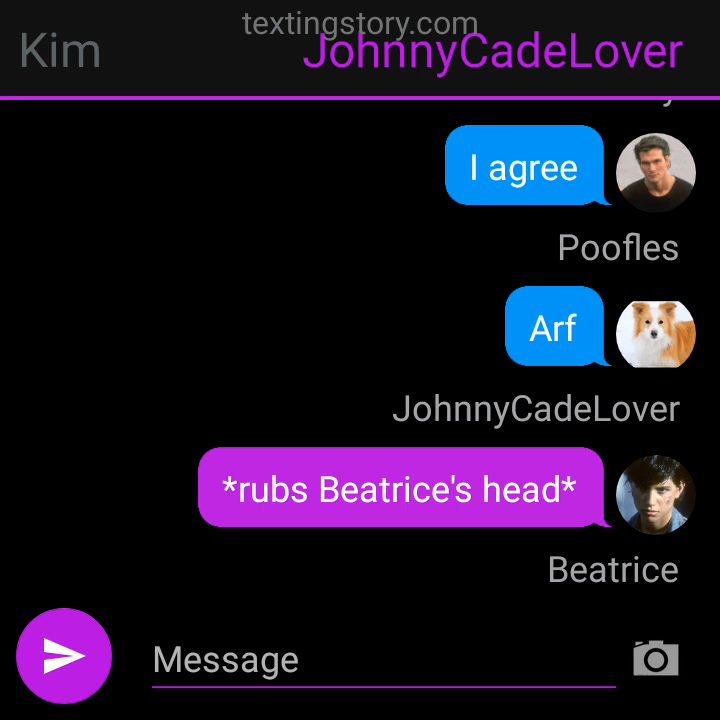 textingstory.com
Kim
JohnnyCadeLover
I agree
Poofles
Arf
JohnnyCadeLover
*rubs Beatrice's head*
Beatrice
Message